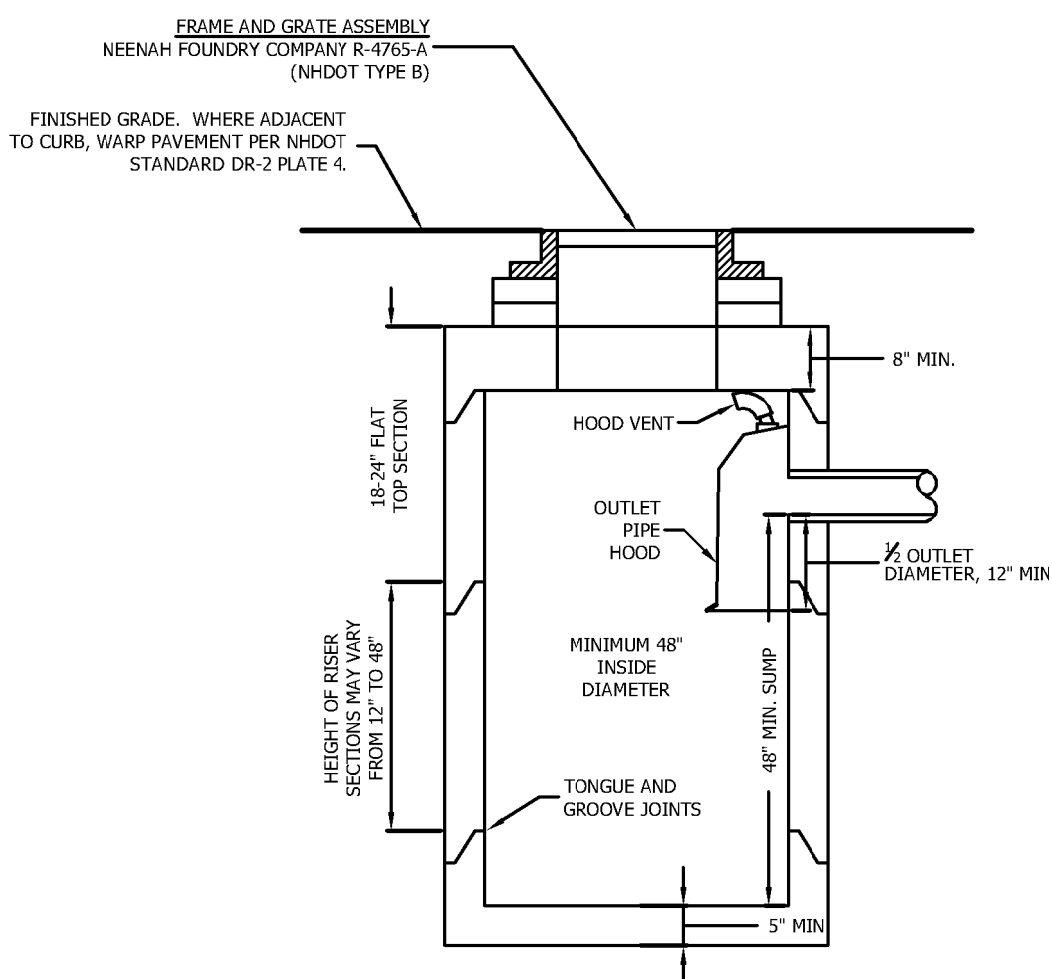 FRAME AND GRATE ASSEMBLY
NEENAH FOUNDRY COMPANY R-4765-A
(NHDOT TYPE B)
FINISHED GRADE. WHERE ADJACENT
TO CURB, WARP PAVEMENT PER NHDOT
STANDARD DR-2 PLATE 4.
8" MIN.
18-24" FLAT
TOP SECTION
HOOD VENT
OUTLET
PIPE
HOOD
½ OUTLET
DIAMETER, 12" MIN
HEIGHT OF RISER
SECTIONS MAY VARY
FROM 12" TO 48"
MINIMUM 48"
INSIDE
DIAMETER
48" MIN. SUMP
TONGUE AND
GROOVE JOINTS
5" MIN